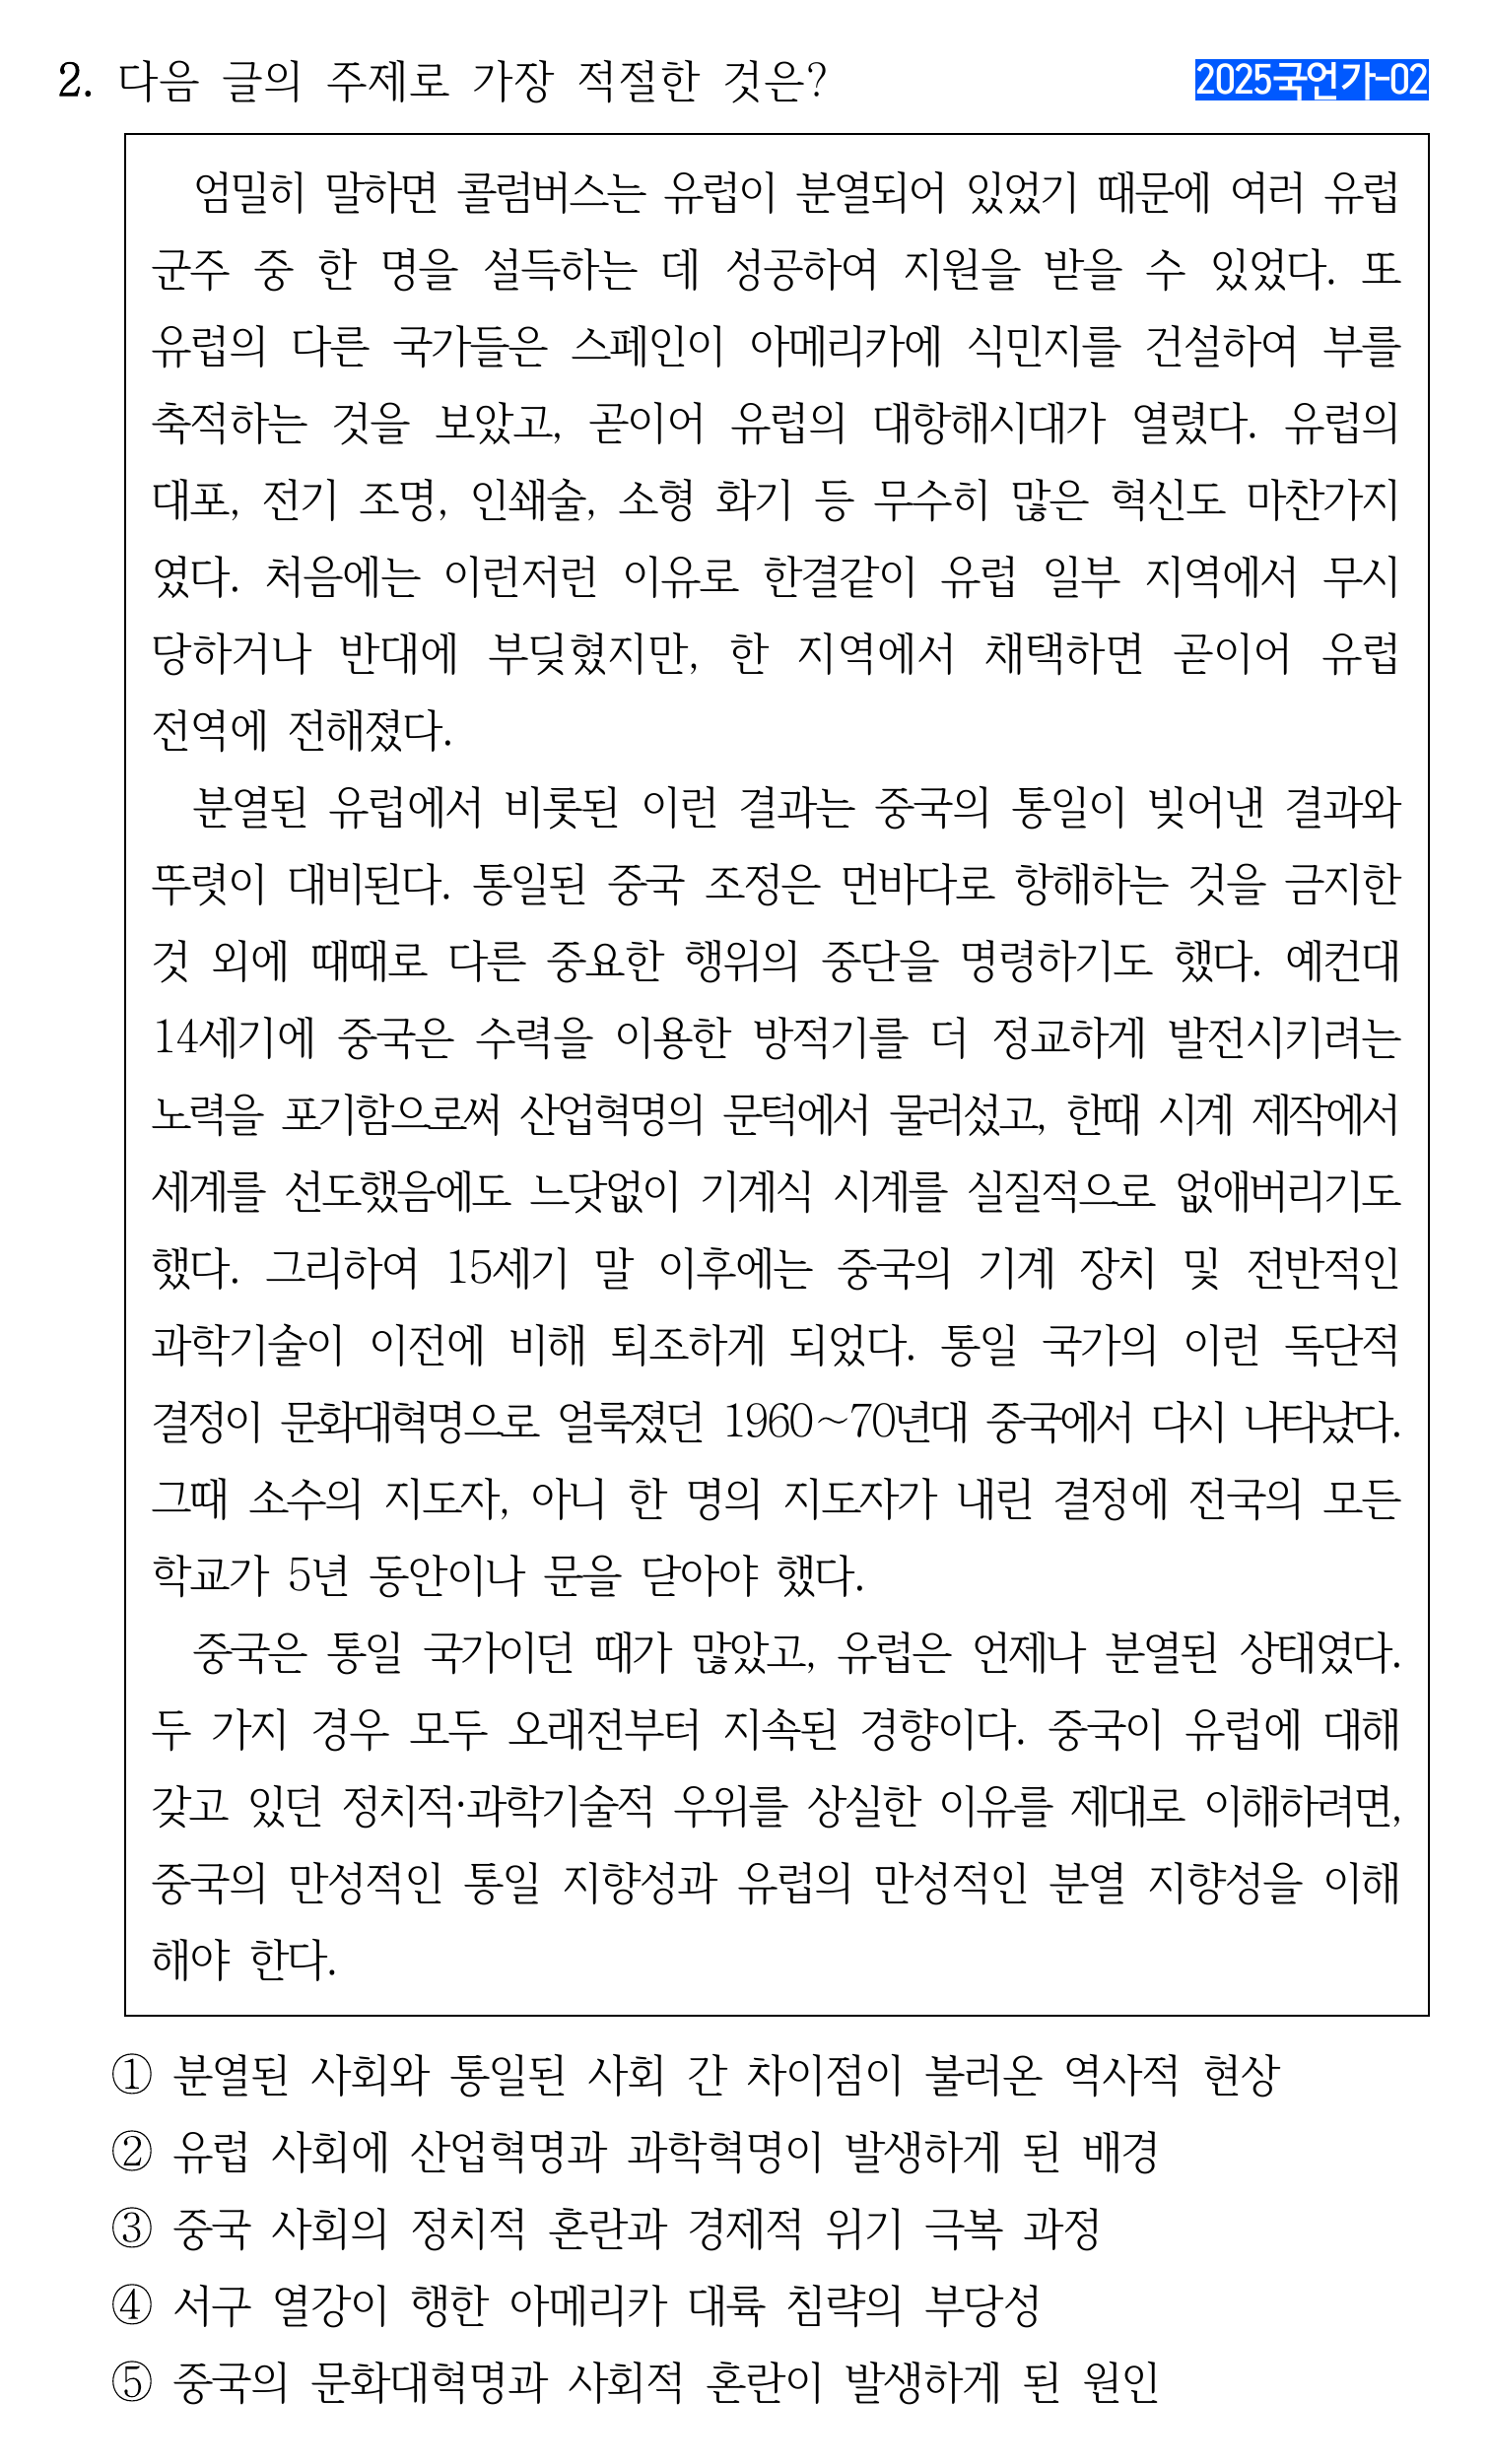 2. 다음 글의 주제로 가장 적절한 것은?
2025국언가-02
엄밀히 말하면 콜럼버스는 유럽이 분열되어 있었기 때문에 여러 유럽
군주 중 한 명을 설득하는 데 성공하여 지원을 받을 수 있었다. 또
유럽의 다른 국가들은 스페인이 아메리카에 식민지를 건설하여 부를
축적하는 것을 보았고, 곧이어 유럽의 대항해시대가 열렸다. 유럽의
대포, 전기 조명, 인쇄술, 소형 화기 등 무수히 많은 혁신도 마찬가지
였다. 처음에는 이런저런 이유로 한결같이 유럽 일부 지역에서 무시
당하거나 반대에 부딪혔지만, 한 지역에서 채택하면 곧이어 유럽
전역에 전해졌다.
분열된 유럽에서 비롯된 이런 결과는 중국의 통일이 빚어낸 결과와
뚜렷이 대비된다. 통일된 중국 조정은 먼바다로 항해하는 것을 금지한
것 외에 때때로 다른 중요한 행위의 중단을 명령하기도 했다. 예컨대
14세기에 중국은 수력을 이용한 방적기를 더 정교하게 발전시키려는
노력을 포기함으로써 산업혁명의 문턱에서 물러섰고, 한때 시계 제작에서
세계를 선도했음에도 느닷없이 기계식 시계를 실질적으로 없애버리기도
했다. 그리하여 15세기 말 이후에는 중국의 기계 장치 및 전반적인
과학기술이 이전에 비해 퇴조하게 되었다. 통일 국가의 이런 독단적
결정이 문화대혁명으로 얼룩졌던 1960~70년대 중국에서 다시 나타났다.
그때 소수의 지도자, 아니 한 명의 지도자가 내린 결정에 전국의 모든
학교가 5년 동안이나 문을 닫아야 했다.
중국은 통일 국가이던 때가 많았고, 유럽은 언제나 분열된 상태였다.
두 가지 경우 모두 오래전부터 지속된 경향이다. 중국이 유럽에 대해
갖고 있던 정치적·과학기술적 우위를 상실한 이유를 제대로 이해하려면,
중국의 만성적인 통일 지향성과 유럽의 만성적인 분열 지향성을 이해
해야 한다.
① 분열된 사회와 통일된 사회 간 차이점이 불러온 역사적 현상
② 유럽 사회에 산업혁명과 과학혁명이 발생하게 된 배경
③ 중국 사회의 정치적 혼란과 경제적 위기 극복 과정
④ 서구 열강이 행한 아메리카 대륙 침략의 부당성
⑤ 중국의 문화대혁명과 사회적 혼란이 발생하게 된 원인